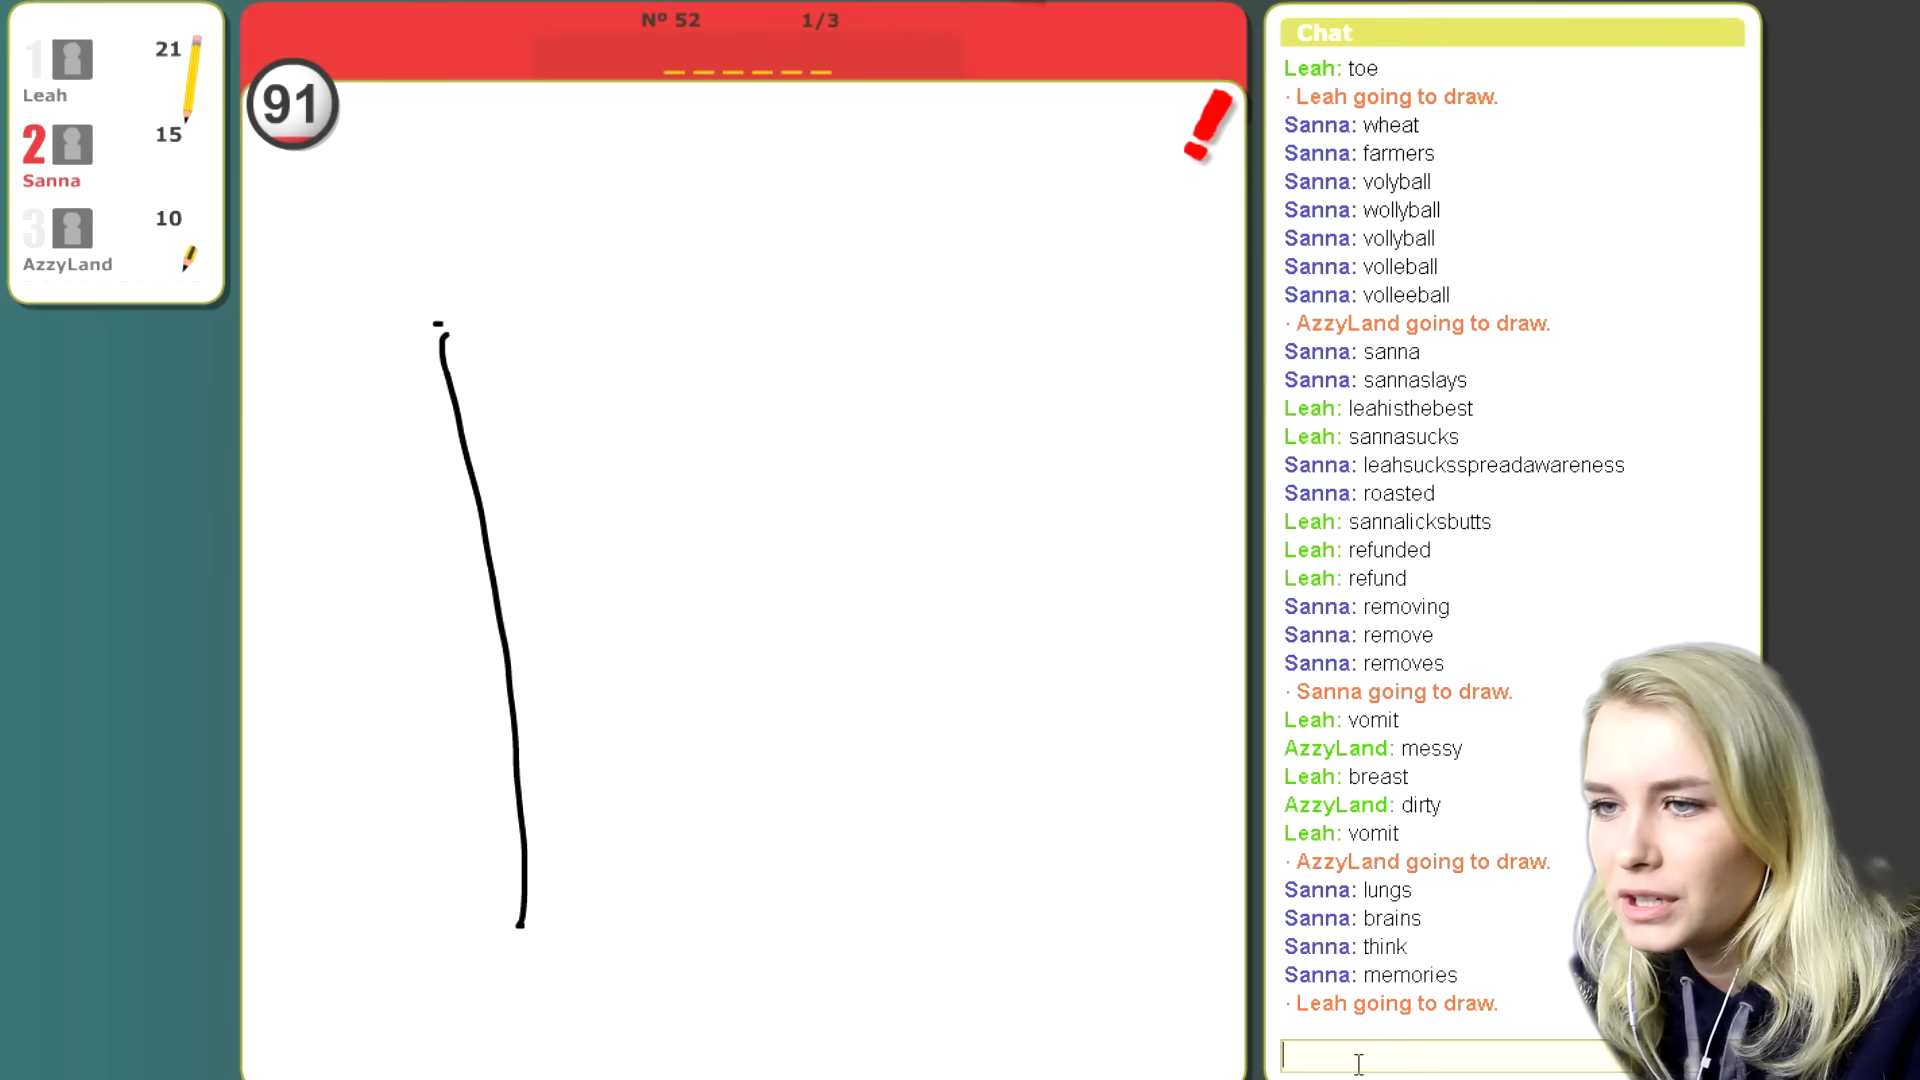 1
21
Leah
2
15
Sanna
3
10
AzzyLand
Nº 52 1/3
_ _ _ _ _ _
91
Chat
Leah: toe
· Leah going to draw.
Sanna: wheat
Sanna: farmers
Sanna: volyball
Sanna: wollyball
Sanna: vollyball
Sanna: volleball
Sanna: volleeball
· AzzyLand going to draw.
Sanna: sanna
Sanna: sannaslays
Leah: leahisthebest
Leah: sannasucks
Sanna: leahsucksspreadawareness
Sanna: roasted
Leah: sannalicksbutts
Leah: refunded
Leah: refund
Sanna: removing
Sanna: remove
Sanna: removes
· Sanna going to draw.
Leah: vomit
AzzyLand: messy
Leah: breast
AzzyLand: dirty
Leah: vomit
· AzzyLand going to draw.
Sanna: lungs
Sanna: brains
Sanna: think
Sanna: memories
· Leah going to draw.